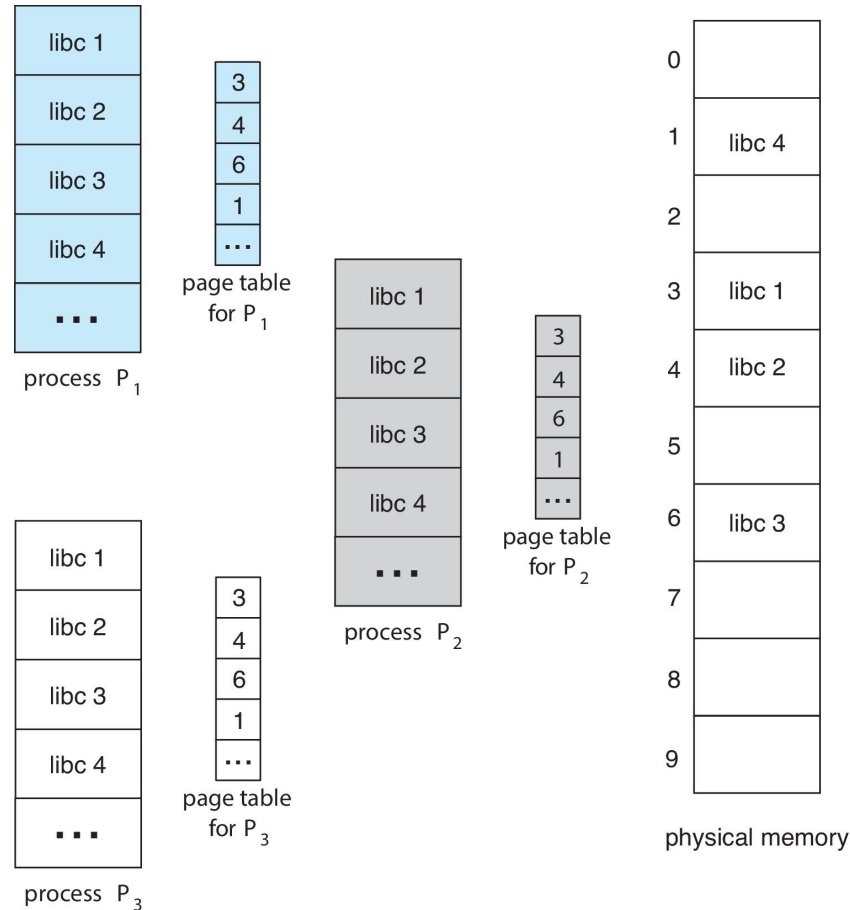 libc 1
libc 2
libc 3
libc 4
...
process P1
3
4
6
1
...
page table
for P1
libc 1
libc 2
libc 3
libc 4
...
process P2
3
4
6
1
...
page table
for P2
libc 1
libc 2
libc 3
libc 4
...
process P3
3
4
6
1
...
page table
for P3
0
1 libc 4
2
3 libc 1
4 libc 2
5
6 libc 3
7
8
9
physical memory